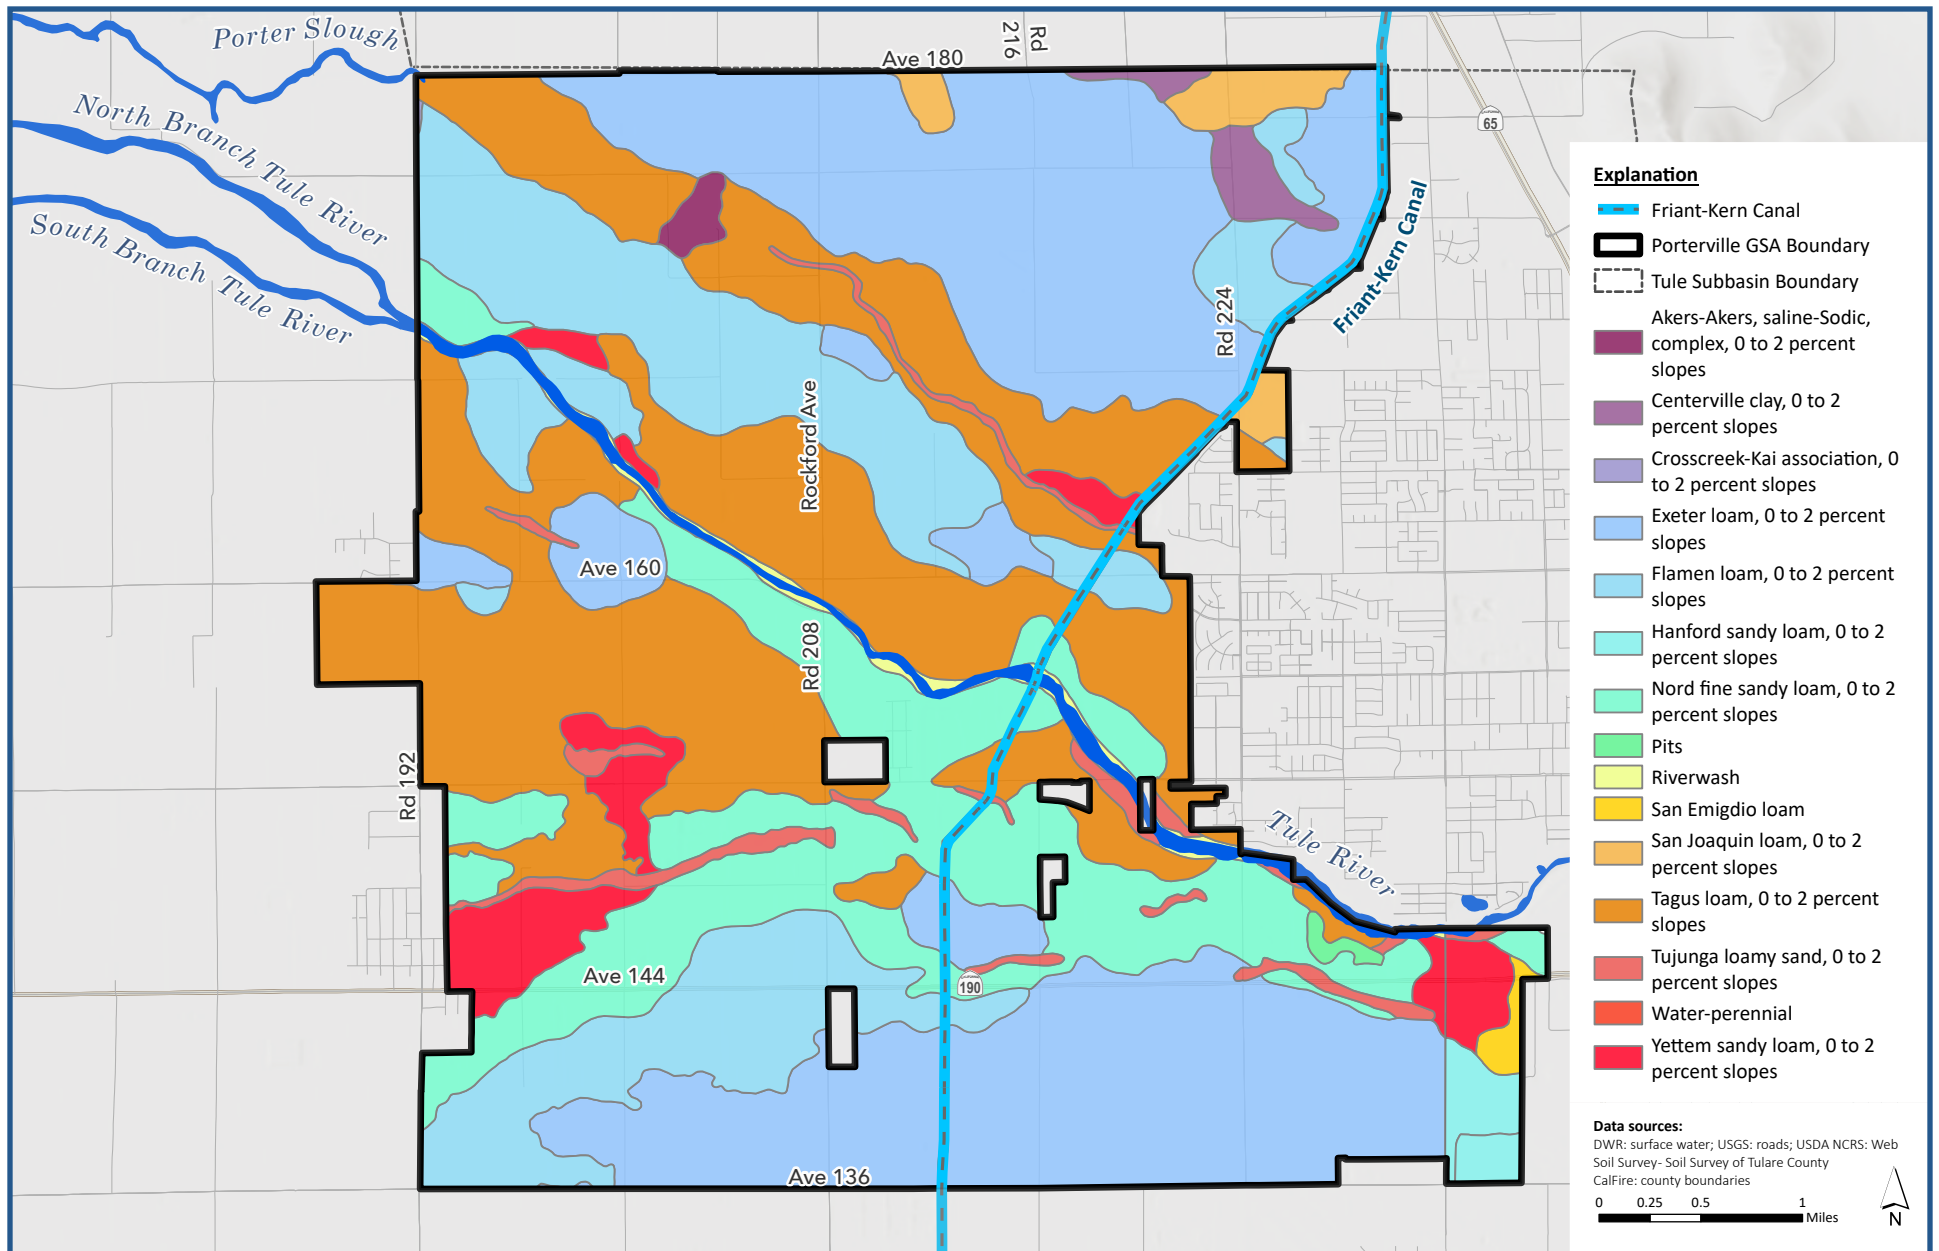 Porter Slough
North Branch Tule River
South Branch Tule River
Ave 180
Rd
216
CALIFORNIA
65
Friant-Kern Canal
Rd 224
Rockford Ave
Ave 160
Rd 208
Rd 192
Tule River
Ave 144
CALIFORNIA
190
Ave 136
Explanation
Friant-Kern Canal
Porterville GSA Boundary
Tule Subbasin Boundary
Akers-Akers, saline-Sodic,
complex, 0 to 2 percent
slopes
Centerville clay, 0 to 2
percent slopes
Crosscreek-Kai association, 0
to 2 percent slopes
Exeter loam, 0 to 2 percent
slopes
Flamen loam, 0 to 2 percent
slopes
Hanford sandy loam, 0 to 2
percent slopes
Nord fine sandy loam, 0 to 2
percent slopes
Pits
Riverwash
San Emigdio loam
San Joaquin loam, 0 to 2
percent slopes
Tagus loam, 0 to 2 percent
slopes
Tujunga loamy sand, 0 to 2
percent slopes
Water-perennial
Yettem sandy loam, 0 to 2
percent slopes
Data sources:
DWR: surface water; USGS: roads; USDA NCRS: Web
Soil Survey- Soil Survey of Tulare County
CalFire: county boundaries
0 0.25 0.5 1
Miles
N